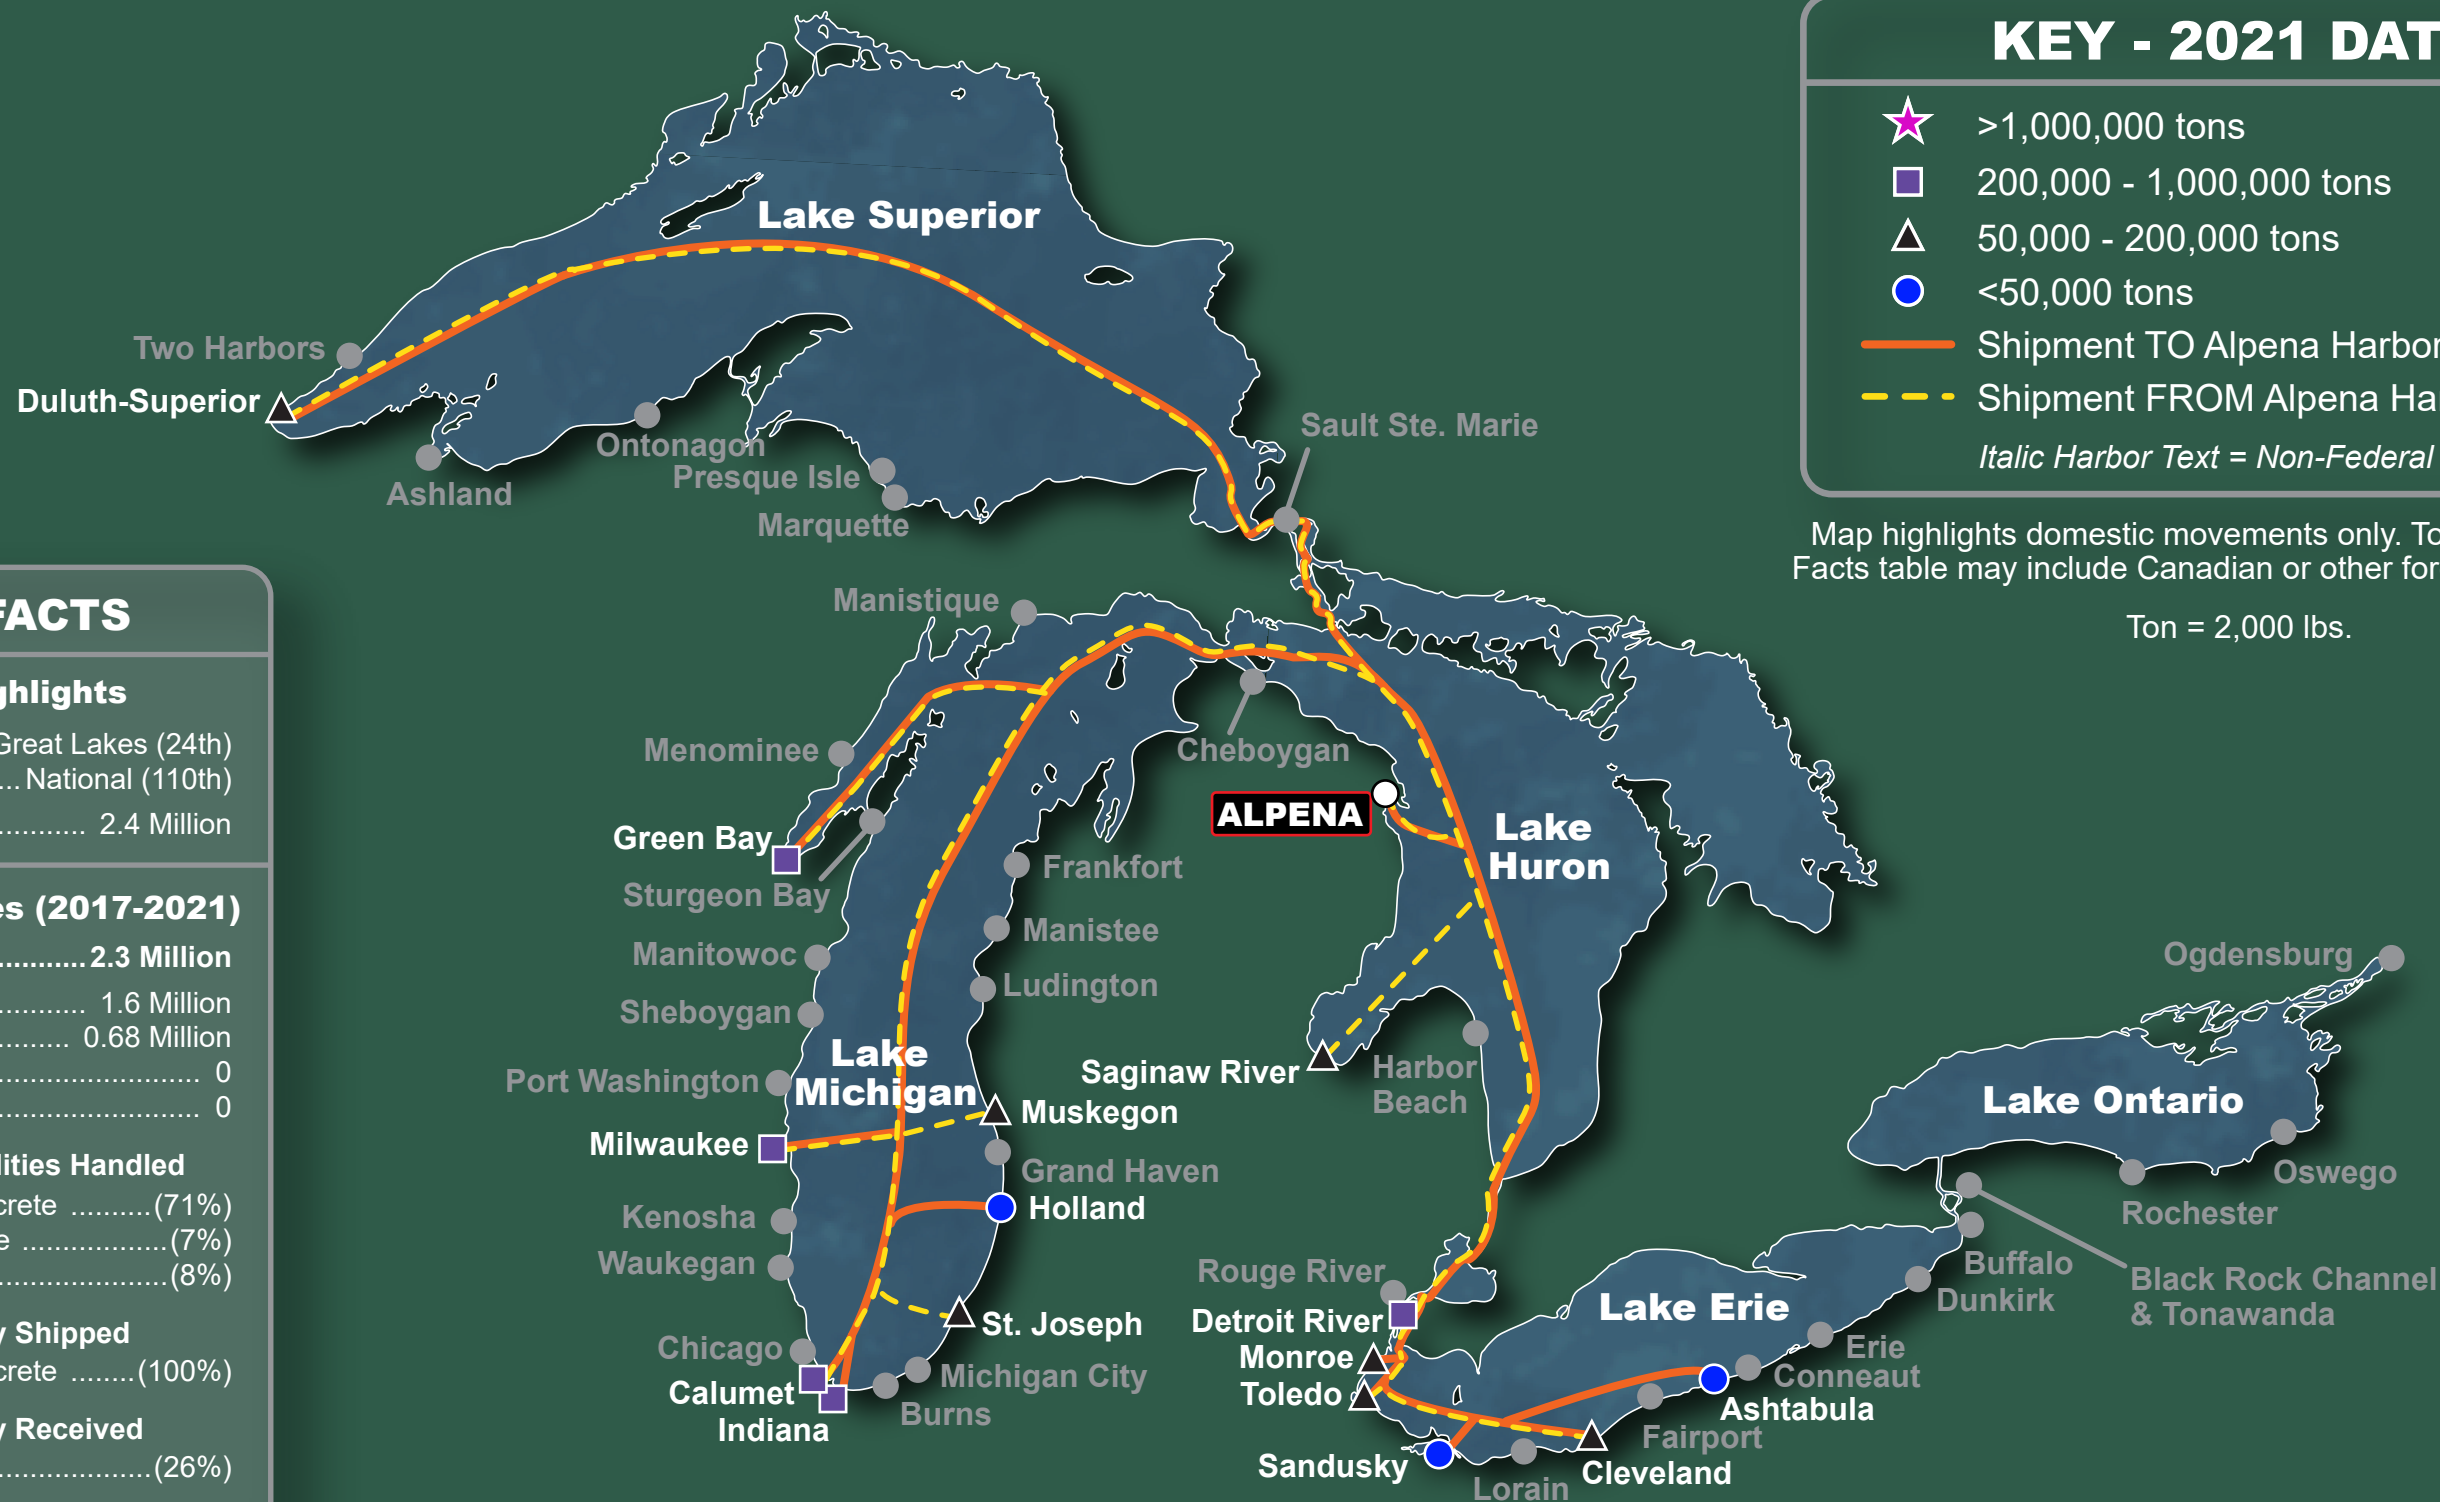 KEY - 2021 DAT
>1,000,000 tons
200,000 - 1,000,000 tons
50,000 - 200,000 tons
<50,000 tons
Shipment TO Alpena Harbor
Shipment FROM Alpena Ha
Italic Harbor Text = Non-Federal
Map highlights domestic movements only. To
Facts table may include Canadian or other for
Ton = 2,000 lbs.
Lake Superior
Two Harbors
Duluth-Superior
Ashland
Ontonagon
Presque Isle
Marquette
Sault Ste. Marie
Manistique
Menominee
Cheboygan
ALPENA
Lake
Huron
Green Bay
Sturgeon Bay
Frankfort
Manistee
Manitowoc
Ludington
Sheboygan
Lake
Michigan
Port Washington
Saginaw River
Harbor
Beach
Muskegon
Milwaukee
Grand Haven
Holland
Kenosha
Waukegan
St. Joseph
Chicago
Michigan City
Calumet
Burns
Indiana
Ogdensburg
Lake Ontario
Oswego
Rochester
Buffalo
Black Rock Channel
& Tonawanda
Dunkirk
Rouge River
Lake Erie
Detroit River
Erie
Monroe
Conneaut
Toledo
Ashtabula
Fairport
Sandusky
Cleveland
Lorain
FACTS
ghlights
Great Lakes (24th)
... National (110th)
........... 2.4 Million
es (2017-2021)
...........2.3 Million
........... 1.6 Million
......... 0.68 Million
.......................... 0
.......................... 0
lities Handled
crete ..........(71%)
e ..................(7%)
........................(8%)
y Shipped
crete ........(100%)
y Received
......................(26%)